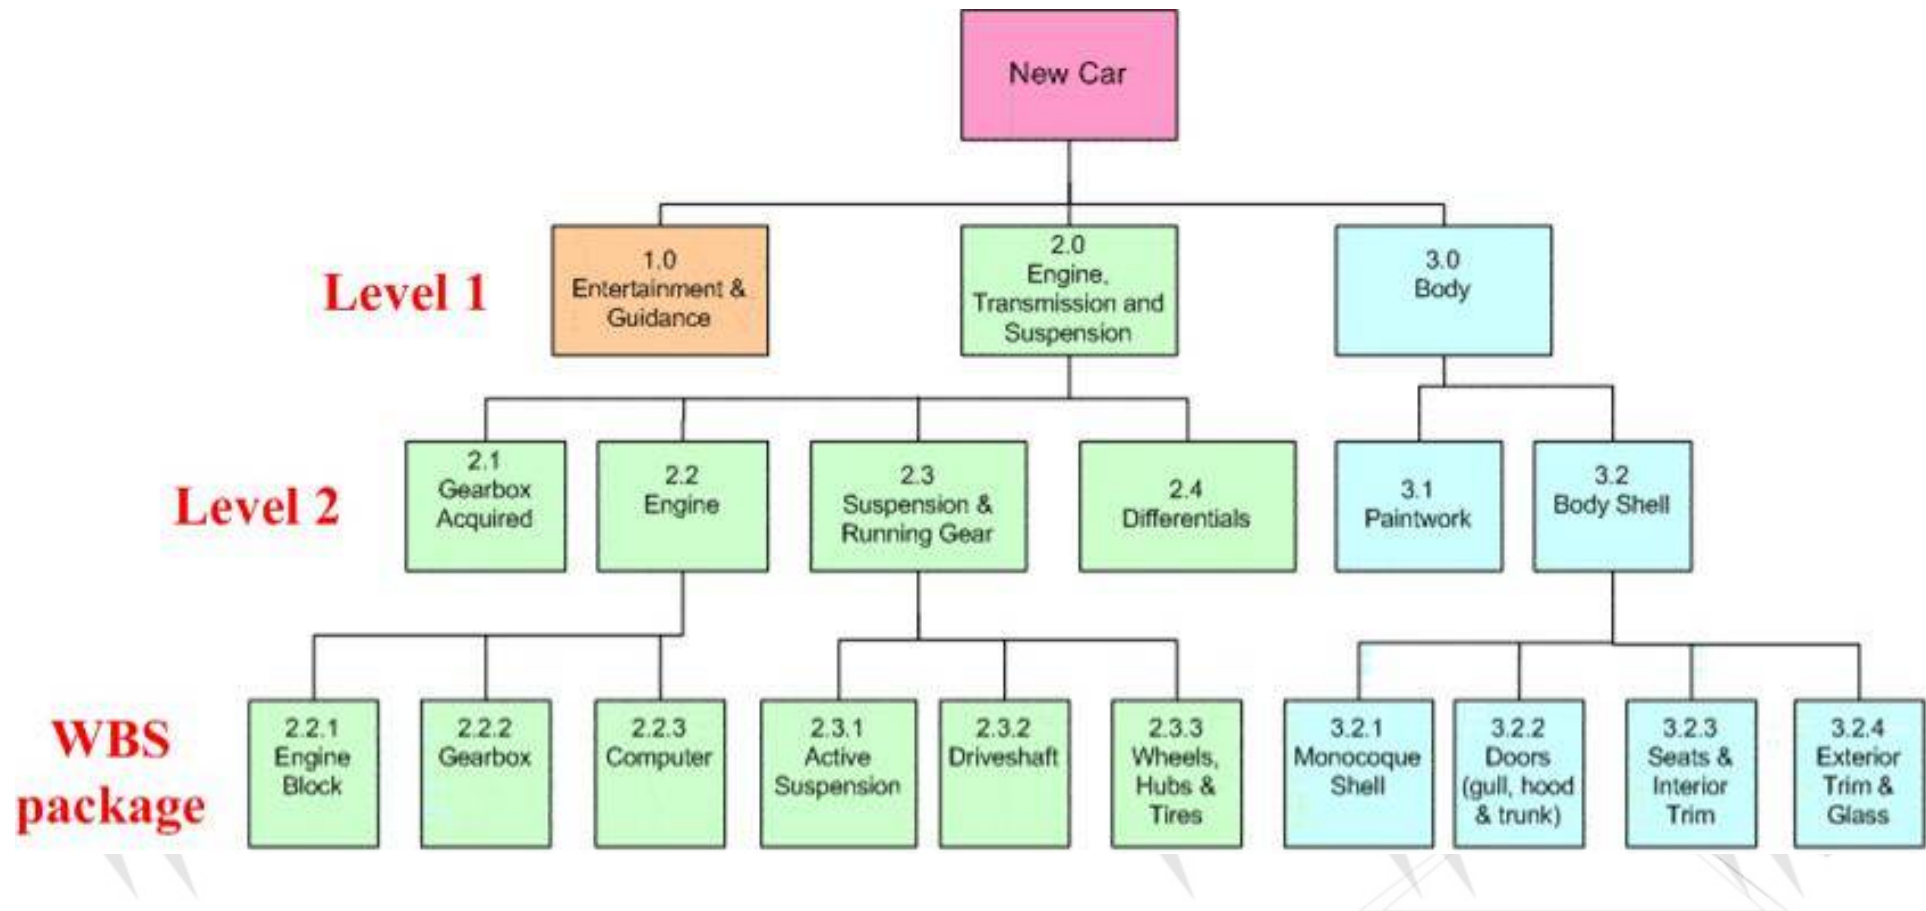 New Car
Level 1
1.0
Entertainment &
Guidance
2.0
Engine,
Transmission and
Suspension
3.0
Body
Level 2
2.1
Gearbox
Acquired
2.2
Engine
2.3
Suspension &
Running Gear
2.4
Differentials
3.1
Paintwork
3.2
Body Shell
WBS
package
2.2.1
Engine
Block
2.2.2
Gearbox
2.2.3
Computer
2.3.1
Active
Suspension
2.3.2
Driveshaft
2.3.3
Wheels,
Hubs &
Tires
3.2.1
Monocoque
Shell
3.2.2
Doors
(gull, hood
& trunk)
3.2.3
Seats &
Interior
Trim
3.2.4
Exterior
Trim &
Glass